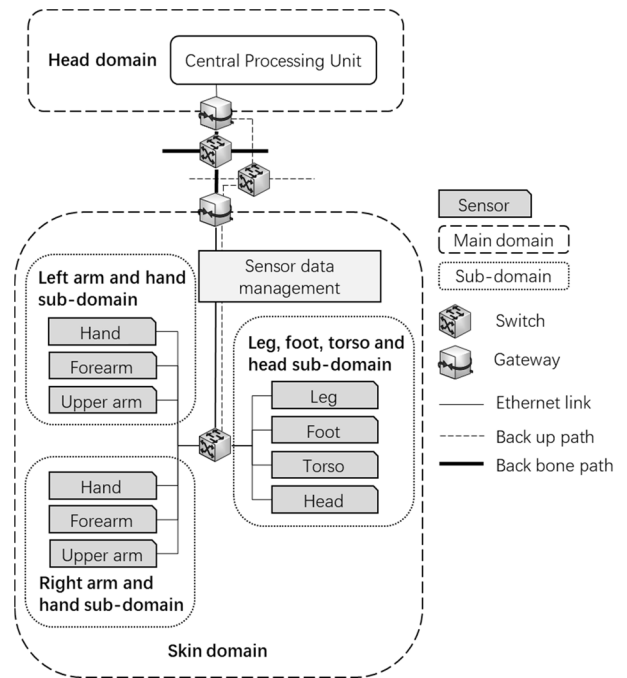 Head domain
Central Processing Unit
Sensor data
management
Left arm and hand
sub-domain
Hand
Forearm
Upper arm
Leg, foot, torso and
head sub-domain
Leg
Foot
Torso
Head
Hand
Forearm
Upper arm
Right arm and
hand sub-domain
Skin domain
Sensor
Main domain
Sub-domain
Switch
Gateway
Ethernet link
Back up path
Back bone path